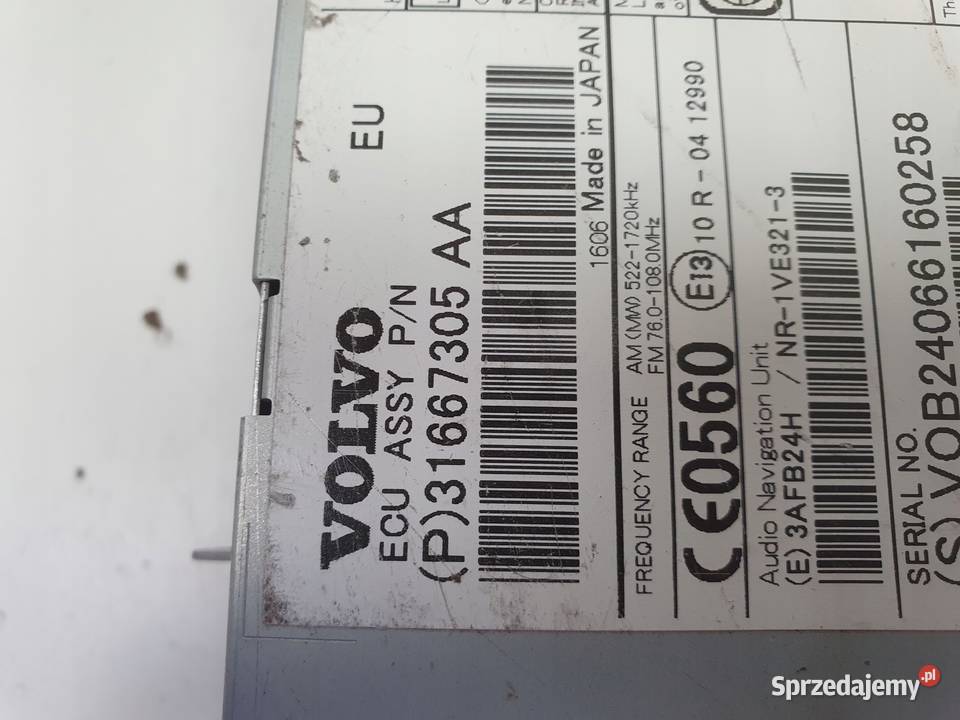 VOLVO EU
ECU ASSY P/N
(P)31667305 AA
1606 Made in JAPAN
FREQUENCY RANGE AM (MW) 522-1720kHz
FM 76.0-108.0MHz
CE0560 E13 10 R - 04 12990
Audio Navigation Unit
(E) 3AFB24H / NR-1VE321-3
SERIAL NO.
(S) VOB24066160258
Sprzedajemy.pl